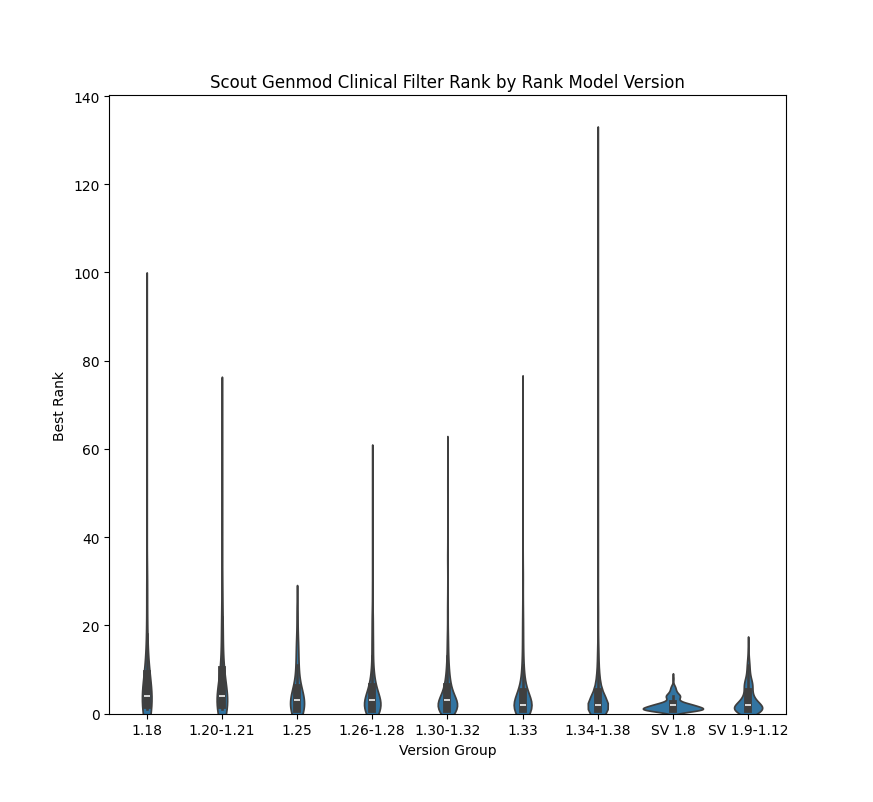 Scout Genmod Clinical Filter Rank by Rank Model Version
140
120
100
80
60
40
20
0
Best Rank
1.18 1.20-1.21 1.25 1.26-1.28 1.30-1.32 1.33 1.34-1.38 SV 1.8 SV 1.9-1.12
Version Group